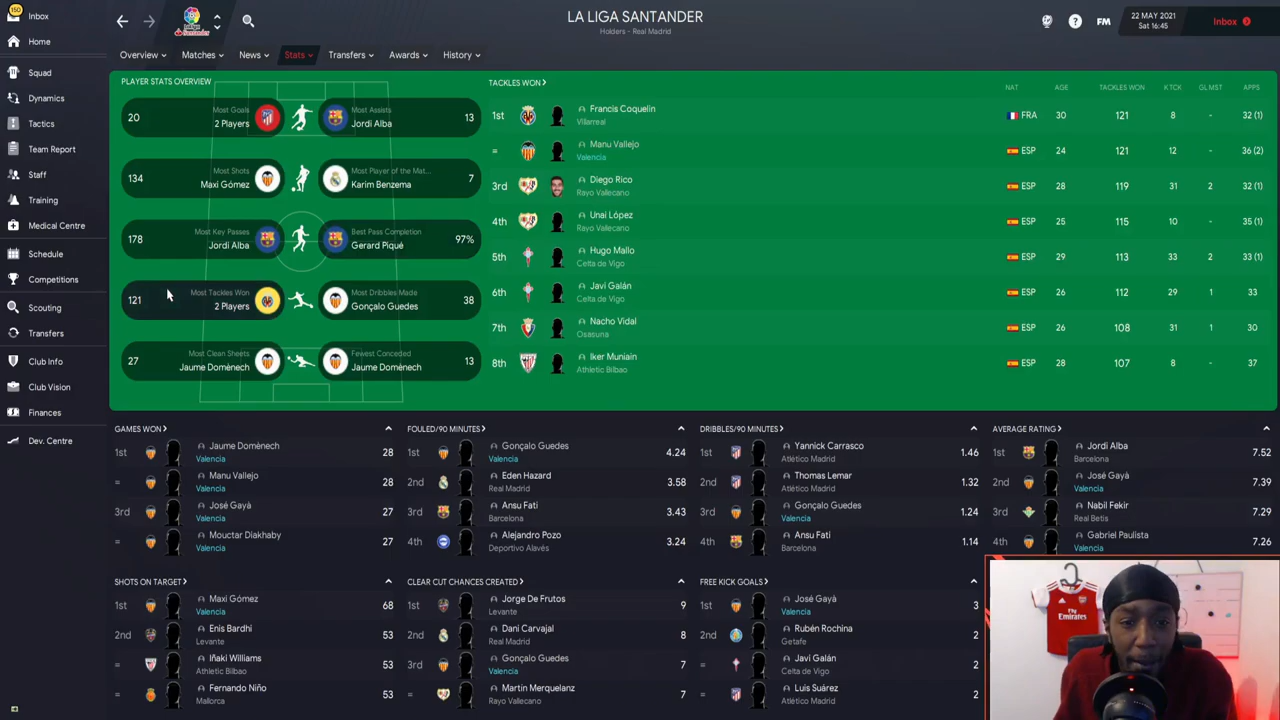 150
Inbox
Home
Squad
Dynamics
Tactics
Team Report
Staff
Training
Medical Centre
Schedule
Competitions
Scouting
Transfers
Club Info
Club Vision
Finances
Dev. Centre
LA LIGA SANTANDER
Holders - Real Madrid
FM
22 MAY 2021
Sat 16:45
Inbox
Overview
Matches
News
Stats
Transfers
Awards
History
PLAYER STATS OVERVIEW
20
Most Goals
2 Players
Most Assists
Jordi Alba
13
134
Most Shots
Maxi Gómez
Most Player of the Mat...
Karim Benzema
7
178
Most Key Passes
Jordi Alba
Best Pass Completion
Gerard Piqué
97%
121
Most Tackles Won
2 Players
Most Dribbles Made
Gonçalo Guedes
38
27
Most Clean Sheets
Jaume Domènech
Fewest Conceded
Jaume Domènech
13
TACKLES WON
NAT AGE TACKLES WON K TCK GL MST APPS
1st Francis Coquelin FRA 30 121 8 - 32 (1)
Villarreal
= Manu Vallejo ESP 24 121 12 - 36 (2)
Valencia
3rd Diego Rico ESP 28 119 31 2 32 (1)
Rayo Vallecano
4th Unai López ESP 25 115 10 - 35 (1)
Rayo Vallecano
5th Hugo Mallo ESP 29 113 33 2 33 (1)
Celta de Vigo
6th Javi Galán ESP 26 112 29 1 33
Celta de Vigo
7th Nacho Vidal ESP 26 108 31 1 30
Osasuna
8th Iker Muniain ESP 28 107 8 - 37
Athletic Bilbao
GAMES WON
1st Jaume Domènech 28
Valencia
= Manu Vallejo 28
Valencia
3rd José Gayà 27
Valencia
= Mouctar Diakhaby 27
Valencia
FOULED/90 MINUTES
1st Gonçalo Guedes 4.24
Valencia
2nd Eden Hazard 3.58
Real Madrid
3rd Ansu Fati 3.43
Barcelona
4th Alejandro Pozo 3.24
Deportivo Alavés
DRIBBLES/90 MINUTES
1st Yannick Carrasco 1.46
Atlético Madrid
2nd Thomas Lemar 1.32
Atlético Madrid
3rd Gonçalo Guedes 1.24
Valencia
4th Ansu Fati 1.14
Barcelona
AVERAGE RATING
1st Jordi Alba 7.52
Barcelona
2nd José Gayà 7.39
Valencia
3rd Nabil Fekir 7.29
Real Betis
4th Gabriel Paulista 7.26
Valencia
SHOTS ON TARGET
1st Maxi Gómez 68
Valencia
2nd Enis Bardhi 53
Levante
= Iñaki Williams 53
Athletic Bilbao
= Fernando Niño 53
Mallorca
CLEAR CUT CHANCES CREATED
1st Jorge De Frutos 9
Levante
2nd Dani Carvajal 8
Real Madrid
3rd Gonçalo Guedes 7
Valencia
= Martín Merquelanz 7
Rayo Vallecano
FREE KICK GOALS
1st José Gayà 3
Valencia
2nd Rubén Rochina 2
Getafe
= Javi Galán 2
Celta de Vigo
= Luis Suárez 2
Atlético Madrid
Emirates